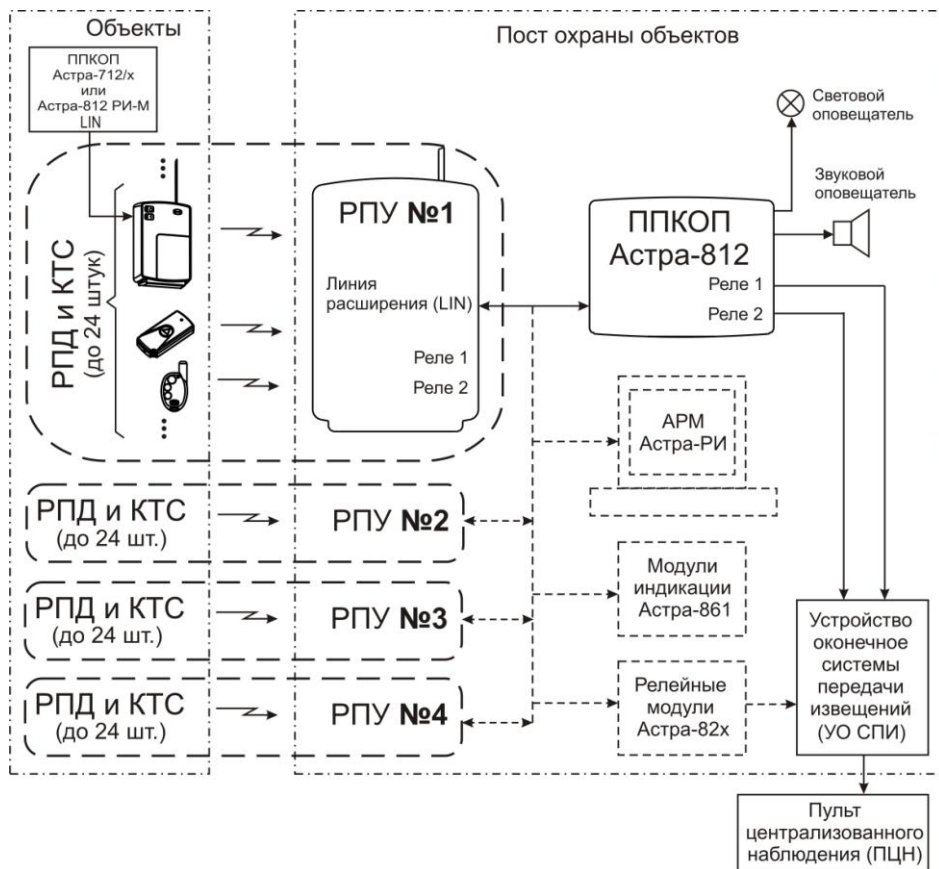 Объекты
Пост охраны объектов
ППКОП
Астра-712/х
или
Астра-812 РИ-М
LIN
РПД и КТС
(до 24 штук)
РПУ №1
Линия
расширения (LIN)
Реле 1
Реле 2
ППКОП
Астра-812
Реле 1
Реле 2
Световой
оповещатель
Звуковой
оповещатель
АРМ
Астра-РИ
РПД и КТС
(до 24 шт.)
РПУ №2
РПД и КТС
(до 24 шт.)
РПУ №3
РПД и КТС
(до 24 шт.)
РПУ №4
Модули
индикации
Астра-861
Релейные
модули
Астра-82х
Устройство
оконечное
системы
передачи
извещений
(УО СПИ)
Пульт
централизованного
наблюдения (ПЦН)